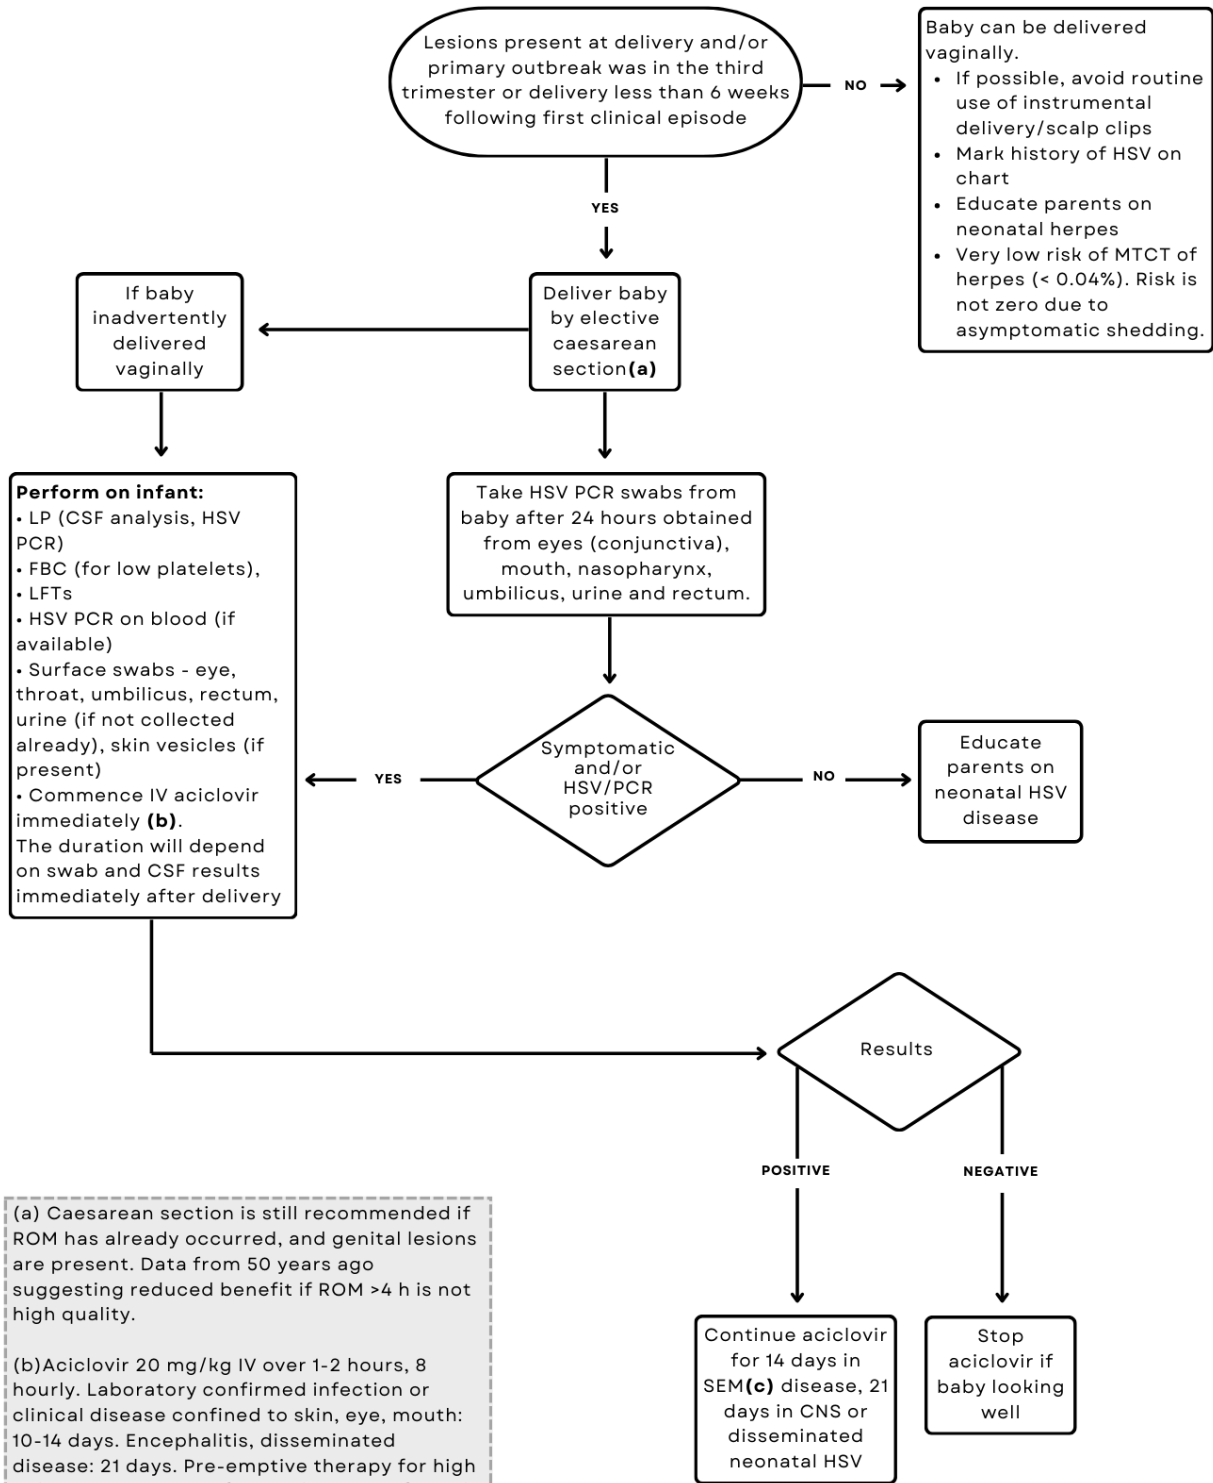 Lesions present at delivery and/or
primary outbreak was in the third
trimester or delivery less than 6 weeks
following first clinical episode
NO
Baby can be delivered
vaginally.
• If possible, avoid routine
use of instrumental
delivery/scalp clips
• Mark history of HSV on
chart
• Educate parents on
neonatal herpes
• Very low risk of MTCT of
herpes (< 0.04%). Risk is
not zero due to
asymptomatic shedding.
YES
If baby
inadvertently
delivered
vaginally
Deliver baby
by elective
caesarean
section(a)
Perform on infant:
• LP (CSF analysis, HSV
PCR)
• FBC (for low platelets),
• LFTs
• HSV PCR on blood (if
available)
• Surface swabs - eye,
throat, umbilicus, rectum,
urine (if not collected
already), skin vesicles (if
present)
• Commence IV aciclovir
immediately (b).
The duration will depend
on swab and CSF results
immediately after delivery
Take HSV PCR swabs from
baby after 24 hours obtained
from eyes (conjunctiva),
mouth, nasopharynx,
umbilicus, urine and rectum.
Symptomatic
and/or
HSV/PCR
positive
YES
NO
Educate
parents on
neonatal HSV
disease
Results
POSITIVE
NEGATIVE
Continue aciclovir
for 14 days in
SEM(c) disease, 21
days in CNS or
disseminated
neonatal HSV
Stop
aciclovir if
baby looking
well
(a) Caesarean section is still recommended if
ROM has already occurred, and genital lesions
are present. Data from 50 years ago
suggesting reduced benefit if ROM >4 h is not
high quality.
(b)Aciclovir 20 mg/kg IV over 1-2 hours, 8
hourly. Laboratory confirmed infection or
clinical disease confined to skin, eye, mouth:
10-14 days. Encephalitis, disseminated
disease: 21 days. Pre-emptive therapy for high